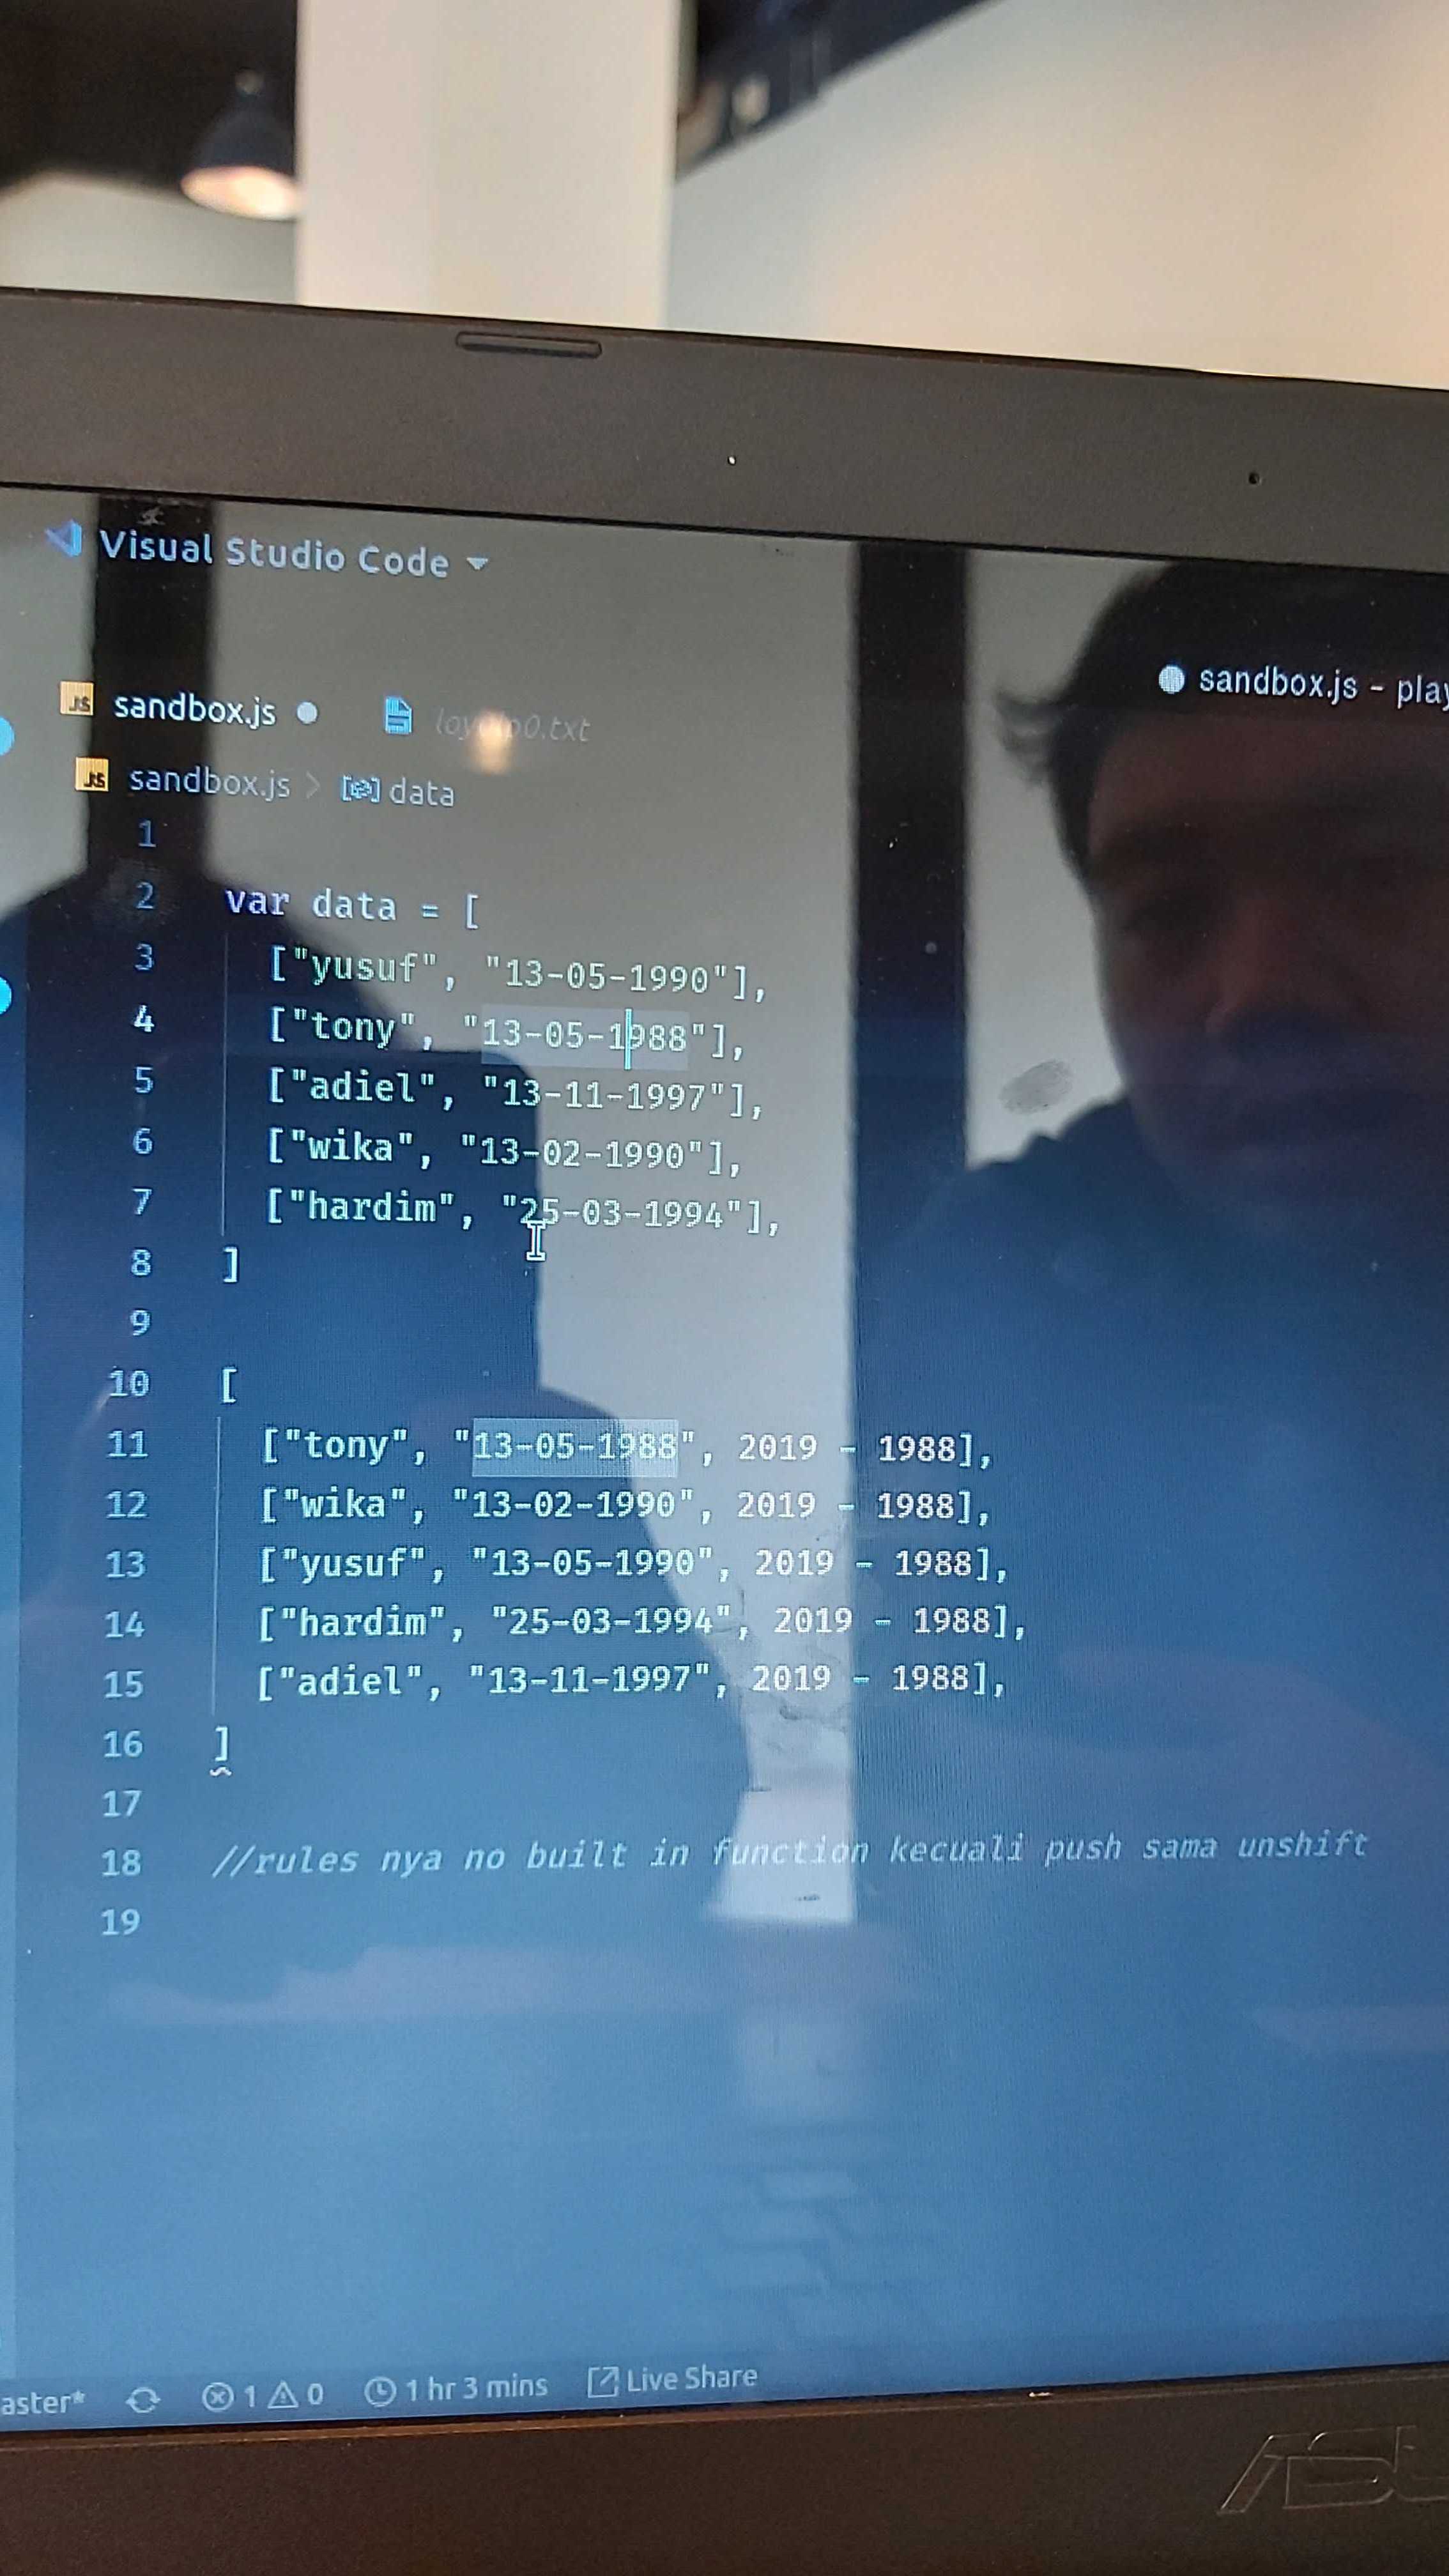 Visual Studio Code
sandbox.js - play
sandbox.js
sandbox.js > data
1
2 var data = [
3 ["yusuf", "13-05-1990"],
4 ["tony", "13-05-1988"],
5 ["adiel", "13-11-1997"],
6 ["wika", "13-02-1990"],
7 ["hardim", "25-03-1994"],
8 ]
9
10 [
11 ["tony", "13-05-1988", 2019 - 1988],
12 ["wika", "13-02-1990", 2019 - 1988],
13 ["yusuf", "13-05-1990", 2019 - 1988],
14 ["hardim", "25-03-1994", 2019 - 1988],
15 ["adiel", "13-11-1997", 2019 - 1988],
16 ]
17
18 //rules nya no built in function kecuali push sama unshift
19
aster* 1 0 1 hr 3 mins Live Share